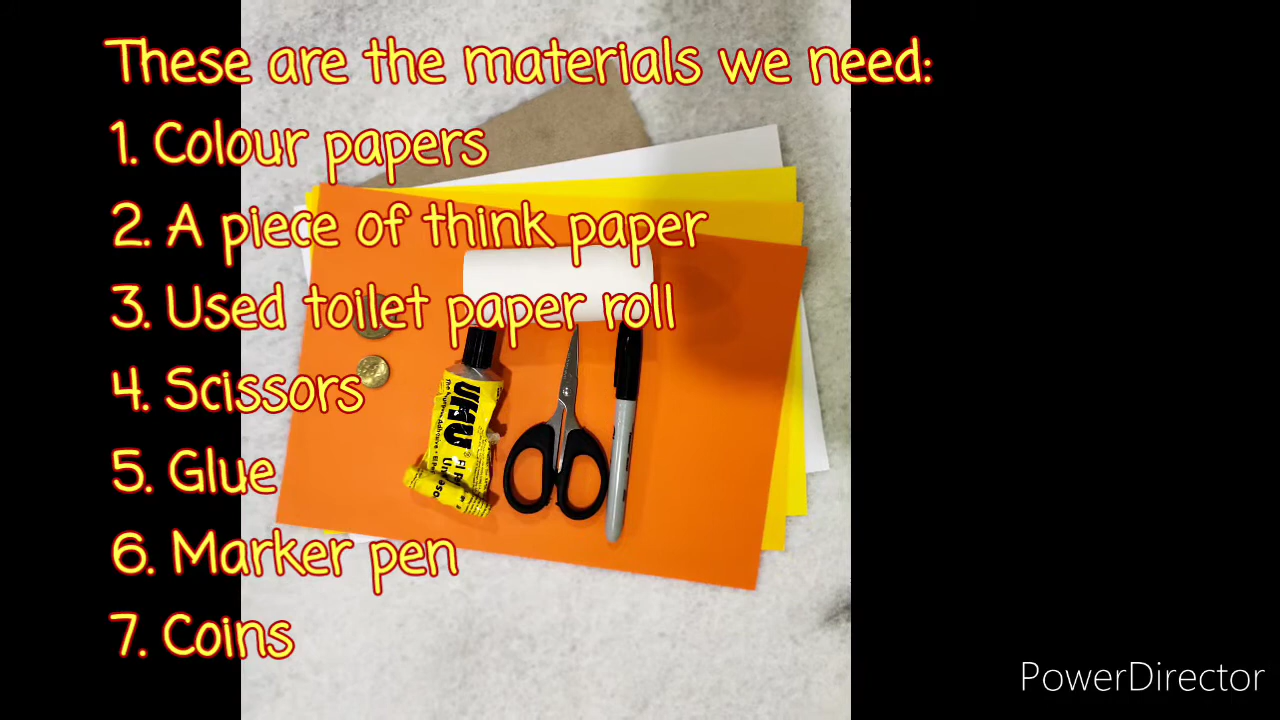 These are the materials we need:
1. Colour papers
2. A piece of think paper
3. Used toilet paper roll
4. Scissors
5. Glue
6. Marker pen
7. Coins
UHU
PowerDirector